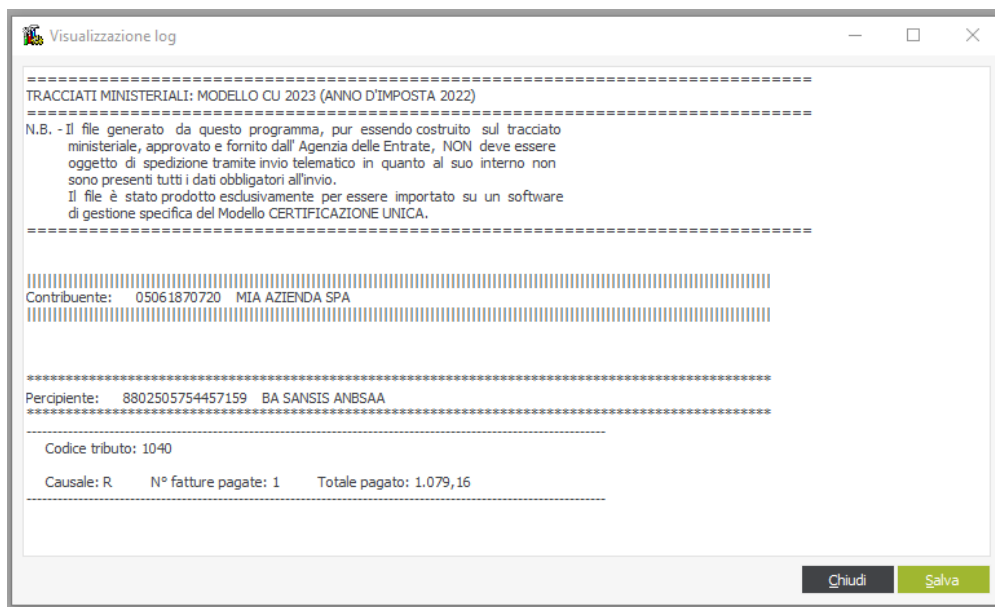 Visualizzazione log
==========================================================================
TRACCIATI MINISTERIALI: MODELLO CU 2023 (ANNO D'IMPOSTA 2022)
==========================================================================
N.B. - Il file generato da questo programma, pur essendo costruito sul tracciato
ministeriale, approvato e fornito dall' Agenzia delle Entrate, NON deve essere
oggetto di spedizione tramite invio telematico in quanto al suo interno non
sono presenti tutti i dati obbligatori all'invio.
Il file è stato prodotto esclusivamente per essere importato su un software
di gestione specifica del Modello CERTIFICAZIONE UNICA.
==========================================================================
Contribuente: 05061870720 MIA AZIENDA SPA
Percipiente: 8802505754457159 BA SANSIS ANBSAA
Codice tributo: 1040
Causale: R N° fatture pagate: 1 Totale pagato: 1.079,16
Chiudi Salva